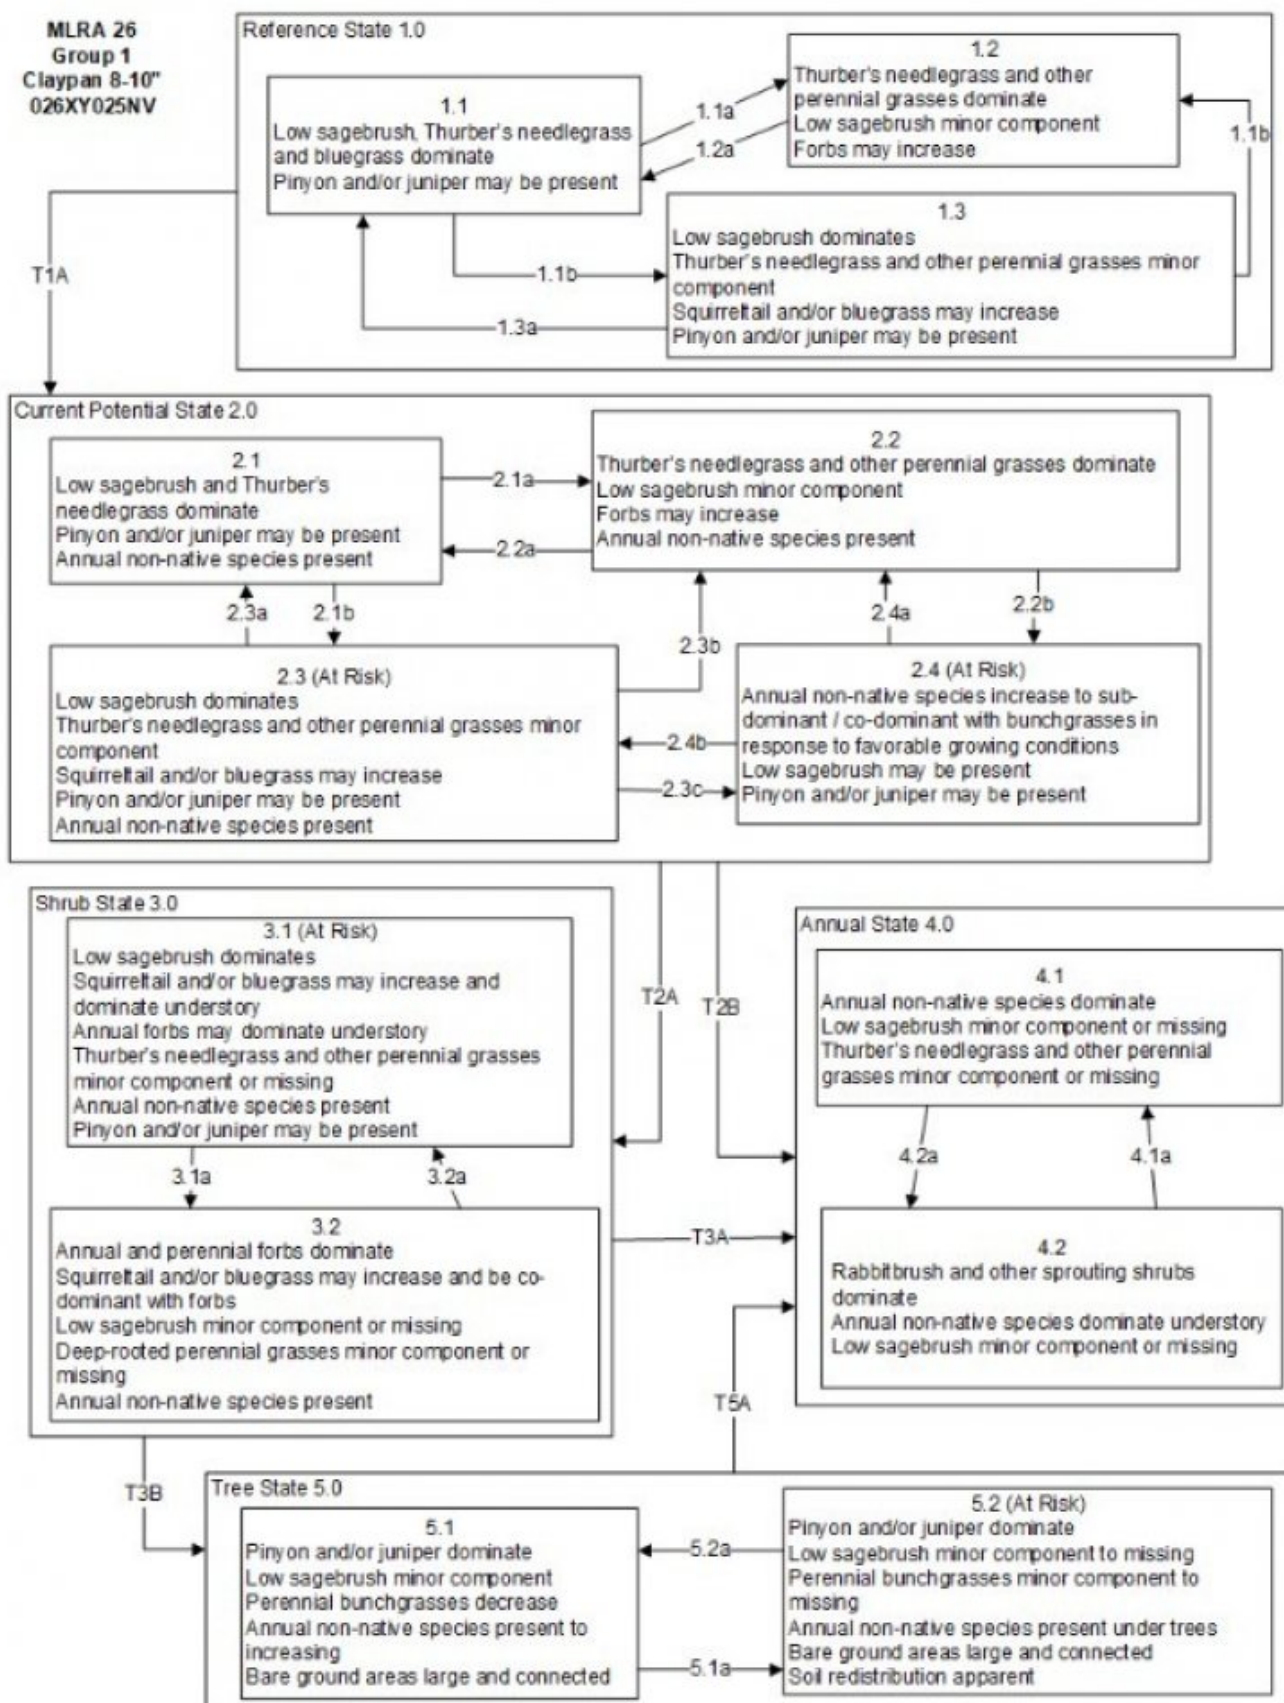 MLRA 26
Group 1
Claypan 8-10"
026XY025NV
Reference State 1.0
1.1
Low sagebrush, Thurber's needlegrass
and bluegrass dominate
Pinyon and/or juniper may be present
1.1a
1.2a
1.2
Thurber's needlegrass and other
perennial grasses dominate
Low sagebrush minor component
Forbs may increase
1.1b
1.3
Low sagebrush dominates
Thurber's needlegrass and other perennial grasses minor
component
Squirreltail and/or bluegrass may increase
Pinyon and/or juniper may be present
1.1b
1.3a
T1A
Current Potential State 2.0
2.1
Low sagebrush and Thurber's
needlegrass dominate
Pinyon and/or juniper may be present
Annual non-native species present
2.1a
2.2a
2.2
Thurber's needlegrass and other perennial grasses dominate
Low sagebrush minor component
Forbs may increase
Annual non-native species present
2.3a
2.1b
2.3b
2.4a
2.2b
2.3 (At Risk)
Low sagebrush dominates
Thurber's needlegrass and other perennial grasses minor
component
Squirreltail and/or bluegrass may increase
Pinyon and/or juniper may be present
Annual non-native species present
2.4b
2.3c
2.4 (At Risk)
Annual non-native species increase to sub-
dominant / co-dominant with bunchgrasses in
response to favorable growing conditions
Low sagebrush may be present
Pinyon and/or juniper may be present
T2A
T2B
Shrub State 3.0
3.1 (At Risk)
Low sagebrush dominates
Squirreltail and/or bluegrass may increase and
dominate understory
Annual forbs may dominate understory
Thurber's needlegrass and other perennial grasses
minor component or missing
Annual non-native species present
Pinyon and/or juniper may be present
3.1a
3.2a
3.2
Annual and perennial forbs dominate
Squirreltail and/or bluegrass may increase and be co-
dominant with forbs
Low sagebrush minor component or missing
Deep-rooted perennial grasses minor component or
missing
Annual non-native species present
T3A
Annual State 4.0
4.1
Annual non-native species dominate
Low sagebrush minor component or missing
Thurber's needlegrass and other perennial
grasses minor component or missing
4.2a
4.1a
4.2
Rabbitbrush and other sprouting shrubs
dominate
Annual non-native species dominate understory
Low sagebrush minor component or missing
T5A
T3B
Tree State 5.0
5.1
Pinyon and/or juniper dominate
Low sagebrush minor component
Perennial bunchgrasses decrease
Annual non-native species present to
increasing
Bare ground areas large and connected
5.2a
5.1a
5.2 (At Risk)
Pinyon and/or juniper dominate
Low sagebrush minor component to missing
Perennial bunchgrasses minor component to
missing
Annual non-native species present under trees
Bare ground areas large and connected
Soil redistribution apparent